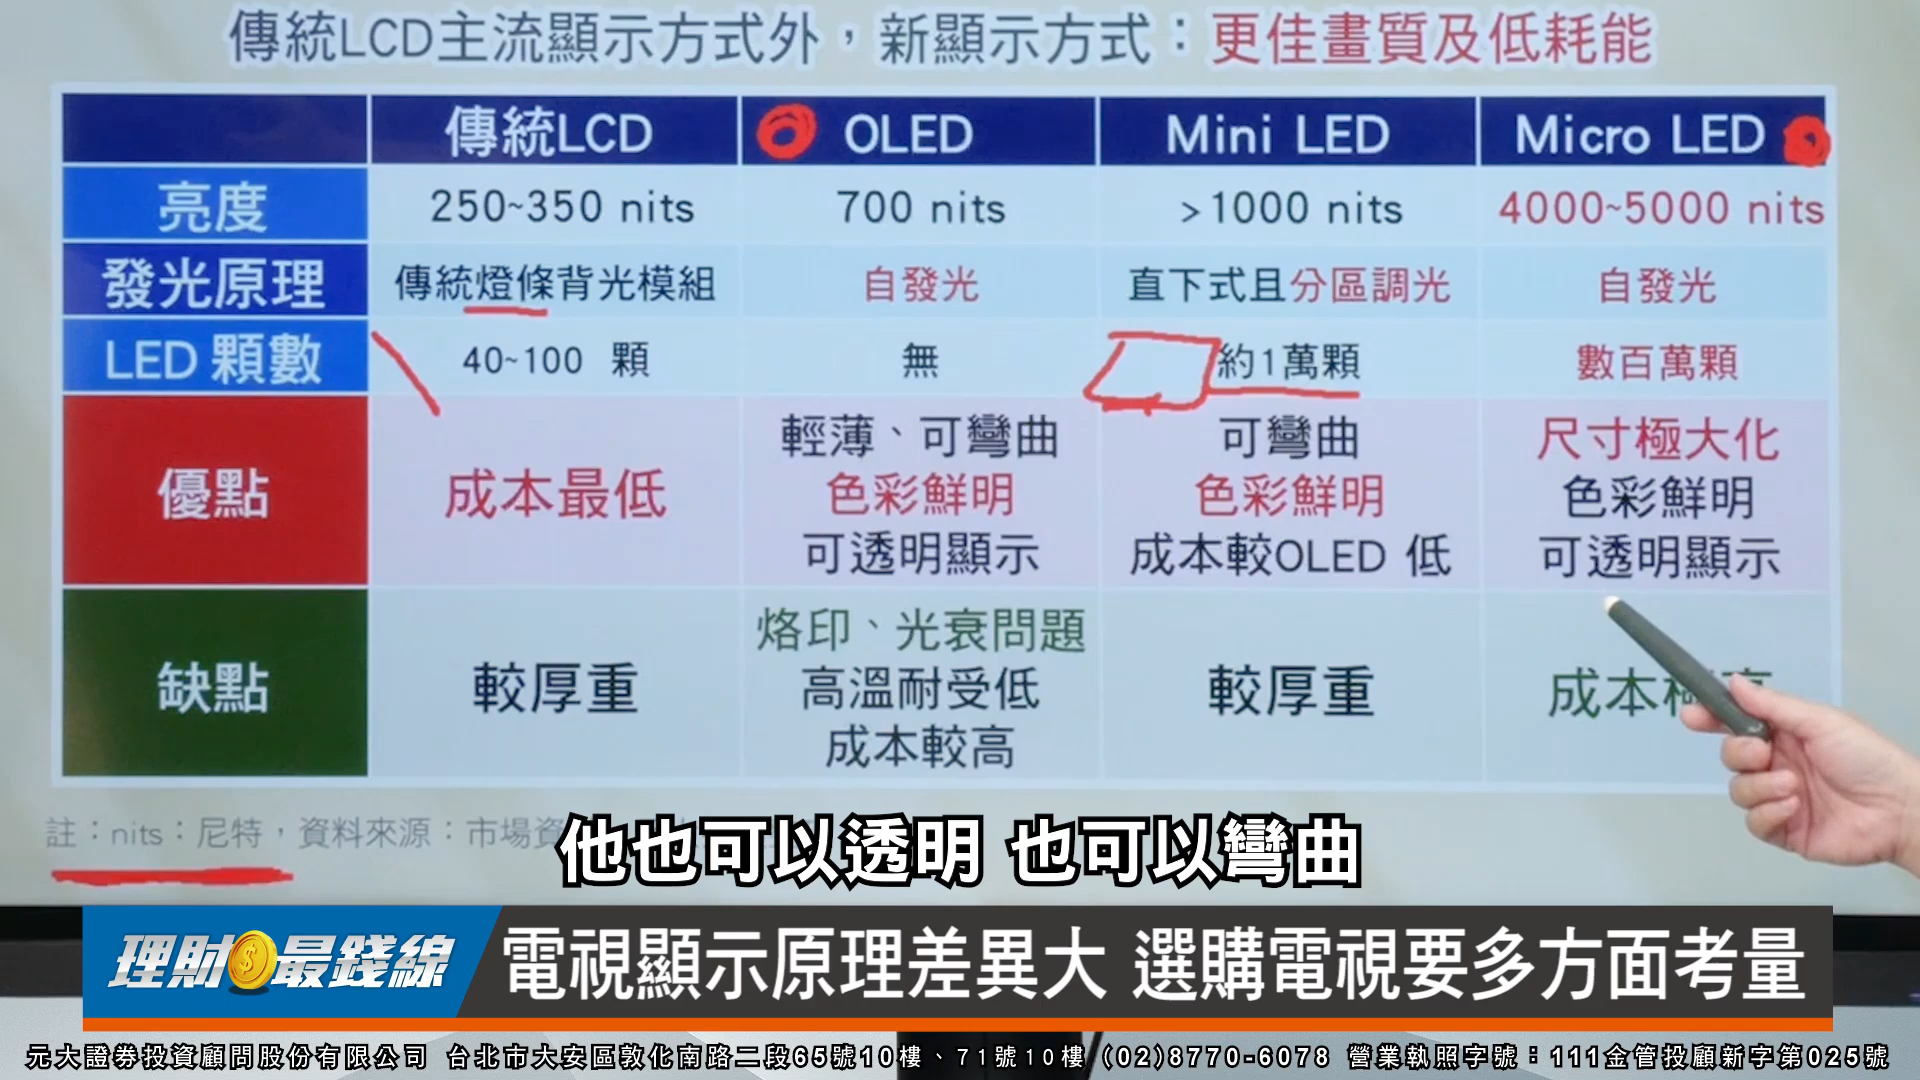 傳統LCD主流顯示方式外，新顯示方式：更佳畫質及低耗能
傳統LCD OLED Mini LED Micro LED
亮度 250~350 nits 700 nits >1000 nits 4000~5000 nits
發光原理 傳統燈條背光模組 自發光 直下式且分區調光 自發光
LED 顆數 40~100 顆 無 約1萬顆 數百萬顆
優點 成本最低 輕薄、可彎曲 可彎曲 尺寸極大化
色彩鮮明 色彩鮮明 色彩鮮明
可透明顯示 成本較OLED 低 可透明顯示
缺點 較厚重 烙印、光衰問題 較厚重 成本極高
高溫耐受低
成本較高
註：nits：尼特，資料來源：市場資
他也可以透明 也可以彎曲
理財最錢線
電視顯示原理差異大 選購電視要多方面考量
元大證券投資顧問股份有限公司 台北市大安區敦化南路二段65號10樓、71號10樓 (02)8770-6078 營業執照字號：111金管投顧新字第025號